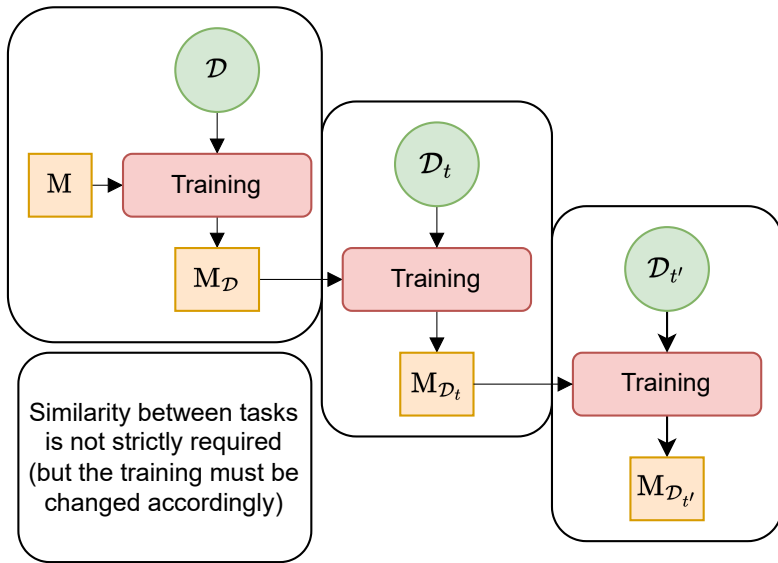 𝒟
M
Training
M𝒟
𝒟t
Training
M𝒟t
𝒟t′
Training
M𝒟t′
Similarity between tasks
is not strictly required
(but the training must be
changed accordingly)